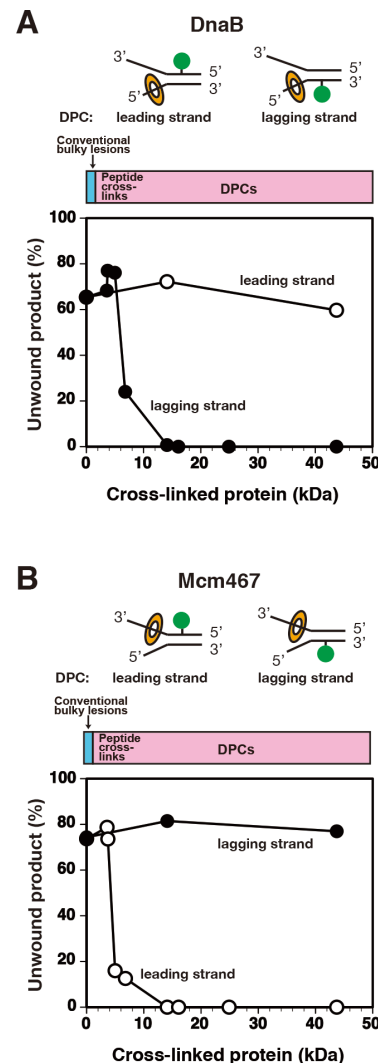 A
DnaB
3’ 5’ 3’ 5’
5’ 3’ 5’ 3’
DPC: leading strand lagging strand
Conventional
bulky lesions
Peptide
cross-
links
DPCs
100
80
60
40
20
0
Unwound product (%)
leading strand
lagging strand
0 10 20 30 40 50
Cross-linked protein (kDa)
B
Mcm467
3’ 5’ 3’ 5’
5’ 3’ 5’ 3’
DPC: leading strand lagging strand
Conventional
bulky lesions
Peptide
cross-
links
DPCs
100
80
60
40
20
0
Unwound product (%)
lagging strand
leading strand
0 10 20 30 40 50
Cross-linked protein (kDa)